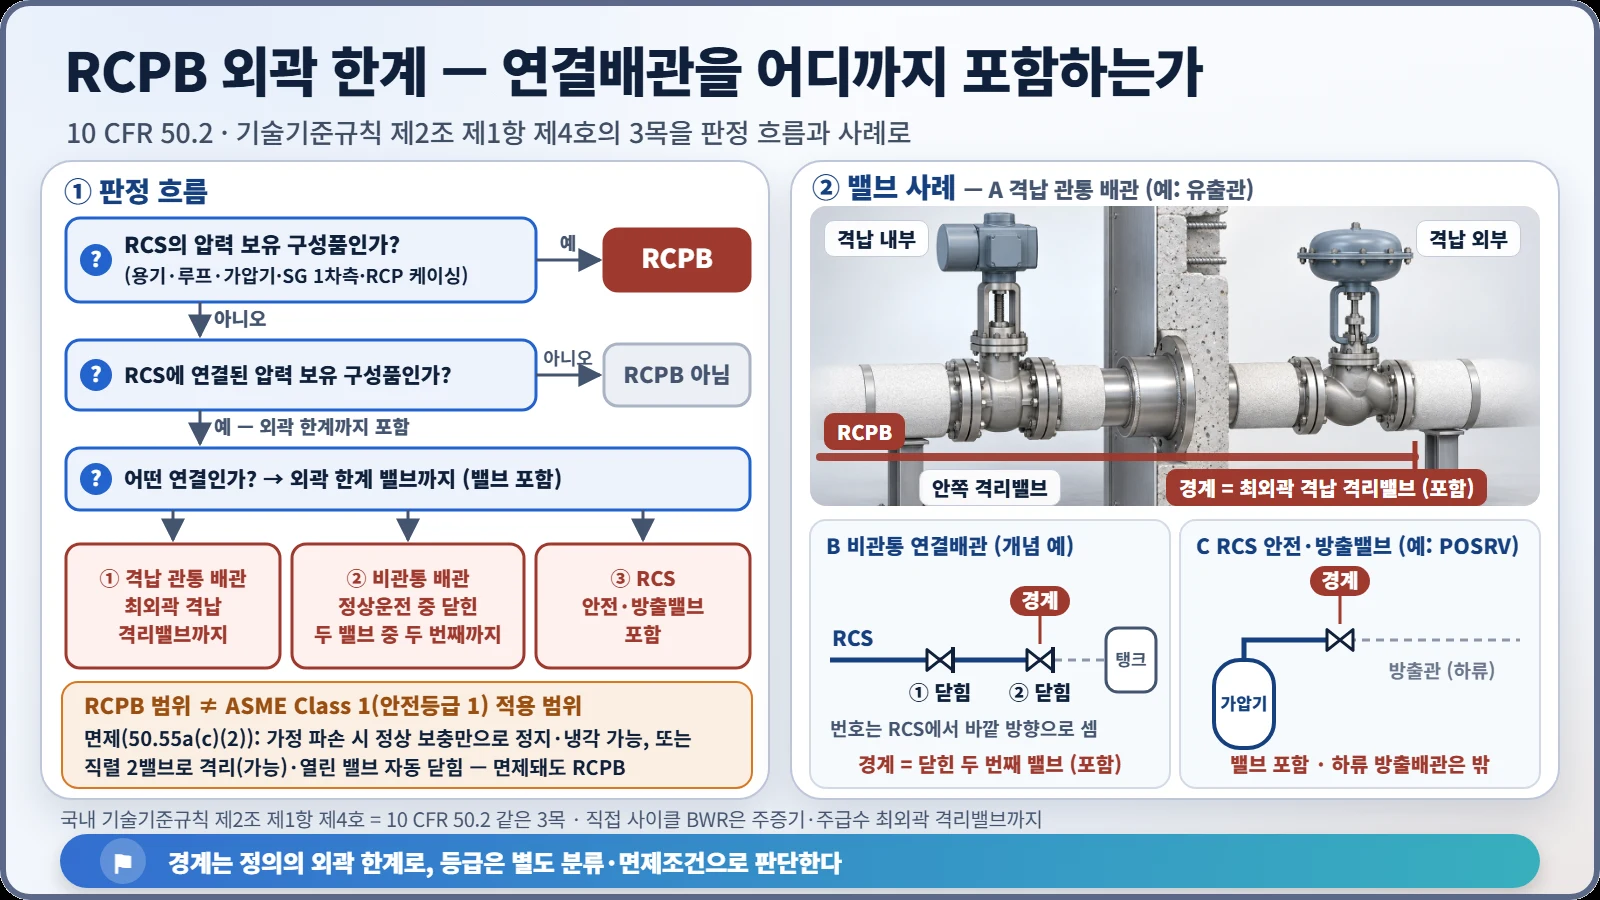 RCPB 외곽 한계 — 연결배관을 어디까지 포함하는가
10 CFR 50.2 · 기술기준규칙 제2조 제1항 제4호의 3목을 판정 흐름과 사례로
① 판정 흐름
? RCS의 압력 보유 구성품인가?
(용기·루프·가압기·SG 1차측·RCP 케이싱)
예
RCPB
아니오
? RCS에 연결된 압력 보유 구성품인가?
아니오
RCPB 아님
예 — 외곽 한계까지 포함
? 어떤 연결인가? → 외곽 한계 밸브까지 (밸브 포함)
① 격납 관통 배관
최외곽 격납
격리밸브까지
② 비관통 배관
정상운전 중 닫힌
두 밸브 중 두 번째까지
③ RCS
안전·방출밸브
포함
RCPB 범위 ≠ ASME Class 1(안전등급 1) 적용 범위
면제(50.55a(c)(2)): 가정 파손 시 정상 보충만으로 정지·냉각 가능, 또는
직렬 2밸브로 격리(가능)·열린 밸브 자동 닫힘 — 면제돼도 RCPB
② 밸브 사례 — A 격납 관통 배관 (예: 유출관)
격납 내부
격납 외부
RCPB
안쪽 격리밸브
경계 = 최외곽 격납 격리밸브 (포함)
B 비관통 연결배관 (개념 예)
경계
RCS
탱크
① 닫힘
② 닫힘
번호는 RCS에서 바깥 방향으로 셈
경계 = 닫힌 두 번째 밸브 (포함)
C RCS 안전·방출밸브 (예: POSRV)
경계
방출관 (하류)
가압기
밸브 포함 · 하류 방출배관은 밖
국내 기술기준규칙 제2조 제1항 제4호 = 10 CFR 50.2 같은 3목 · 직접 사이클 BWR은 주증기·주급수 최외곽 격리밸브까지
경계는 정의의 외곽 한계로, 등급은 별도 분류·면제조건으로 판단한다